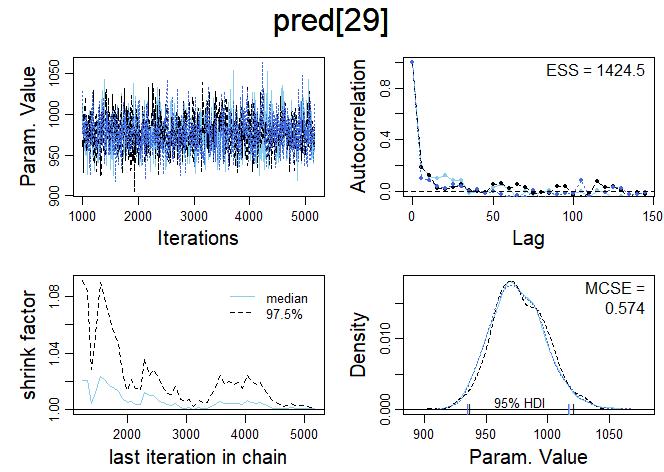 pred[29]
Param. Value
900 950 1000 1050
1000 2000 3000 4000 5000
Iterations
Autocorrelation
0.0 0.4 0.8
ESS = 1424.5
0 50 100 150
Lag
shrink factor
1.00 1.04 1.08
median
97.5%
2000 3000 4000 5000
last iteration in chain
Density
0.000 0.010
MCSE =
0.574
95% HDI
900 950 1000 1050
Param. Value